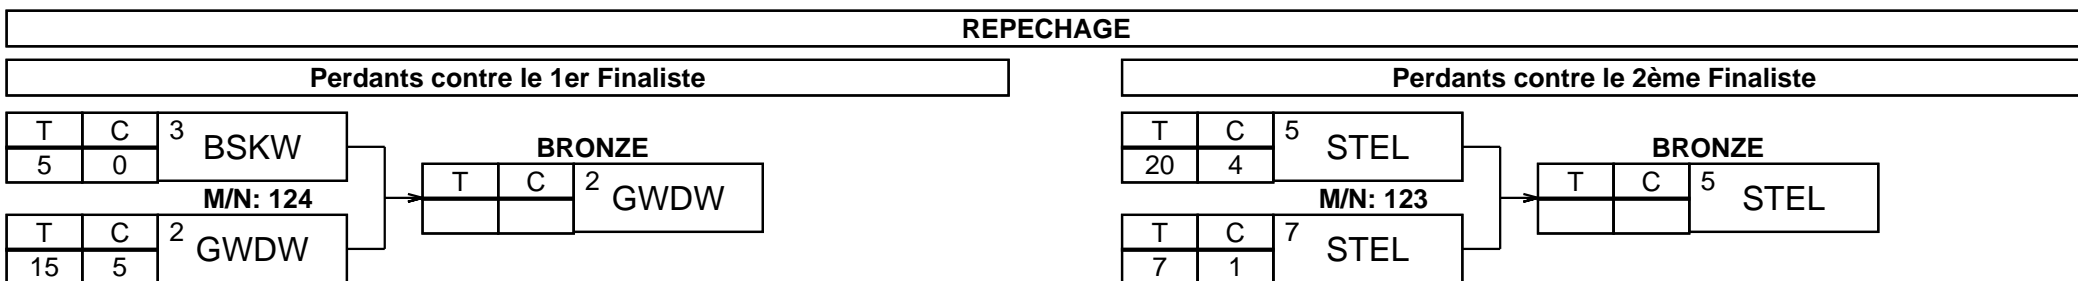 REPECHAGE
Perdants contre le 1er Finaliste
T C 3 BSKW
5 0
M/N: 124
T C 2 GWDW
15 5
BRONZE
T C 2 GWDW
Perdants contre le 2ème Finaliste
T C 5 STEL
20 4
M/N: 123
T C 7 STEL
7 1
BRONZE
T C 5 STEL